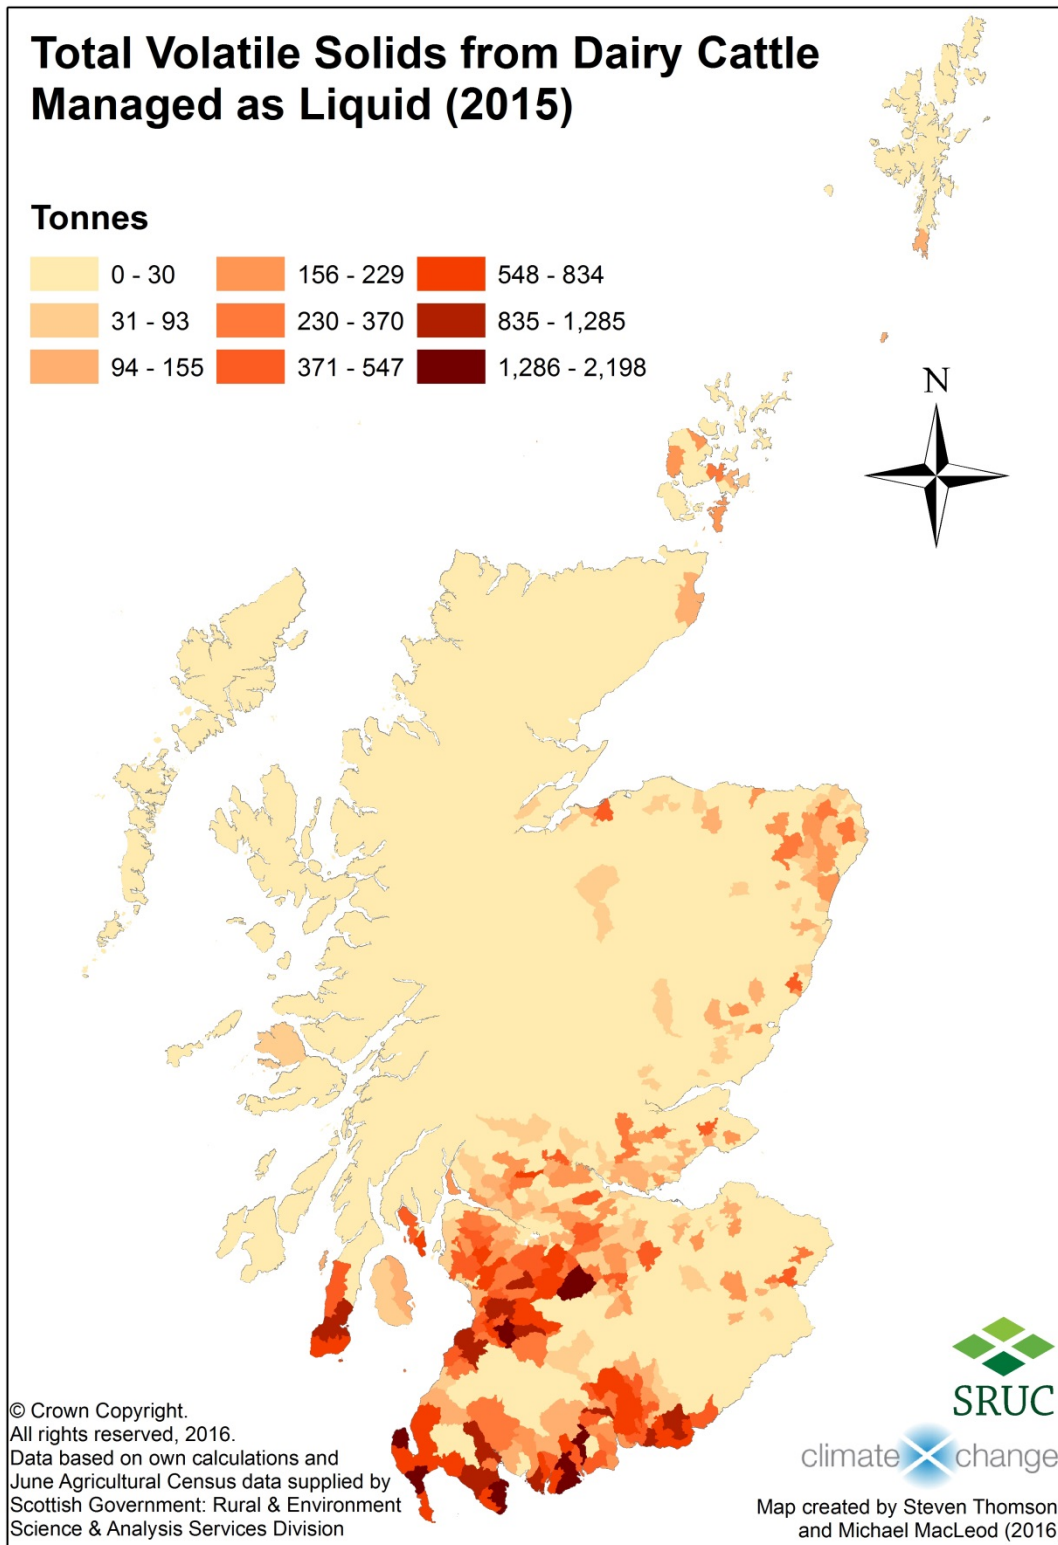 Total Volatile Solids from Dairy Cattle
Managed as Liquid (2015)
Tonnes
0 - 30
31 - 93
94 - 155
156 - 229
230 - 370
371 - 547
548 - 834
835 - 1,285
1,286 - 2,198
N
SRUC
climate change
© Crown Copyright.
All rights reserved, 2016.
Data based on own calculations and
June Agricultural Census data supplied by
Scottish Government: Rural & Environment
Science & Analysis Services Division
Map created by Steven Thomson
and Michael MacLeod (2016